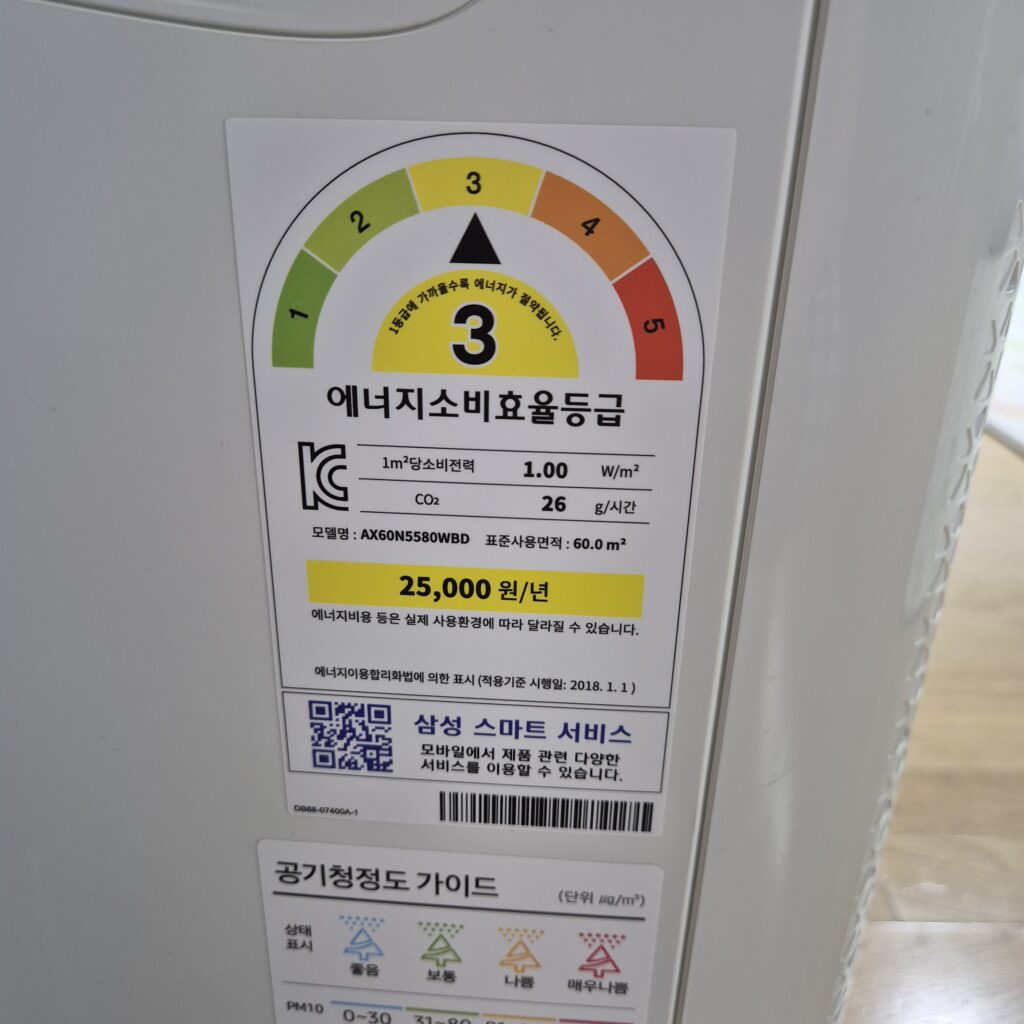 1
2
3
4
5
1등급에 가까울수록 에너지가 절약됩니다.
3
에너지소비효율등급
1m²당소비전력 1.00 W/m²
CO₂ 26 g/시간
모델명 : AX60N5580WBD 표준사용면적 : 60.0 m²
25,000 원/년
에너지비용 등은 실제 사용환경에 따라 달라질 수 있습니다.
에너지이용합리화법에 의한 표시 (적용기준 시행일: 2018. 1. 1 )
삼성 스마트 서비스
모바일에서 제품 관련 다양한
서비스를 이용할 수 있습니다.
DB68-07400A-1
공기청정도 가이드 (단위 ㎍/m³)
상태
표시
좋음 보통 나쁨 매우나쁨
PM10 0~30 31~80